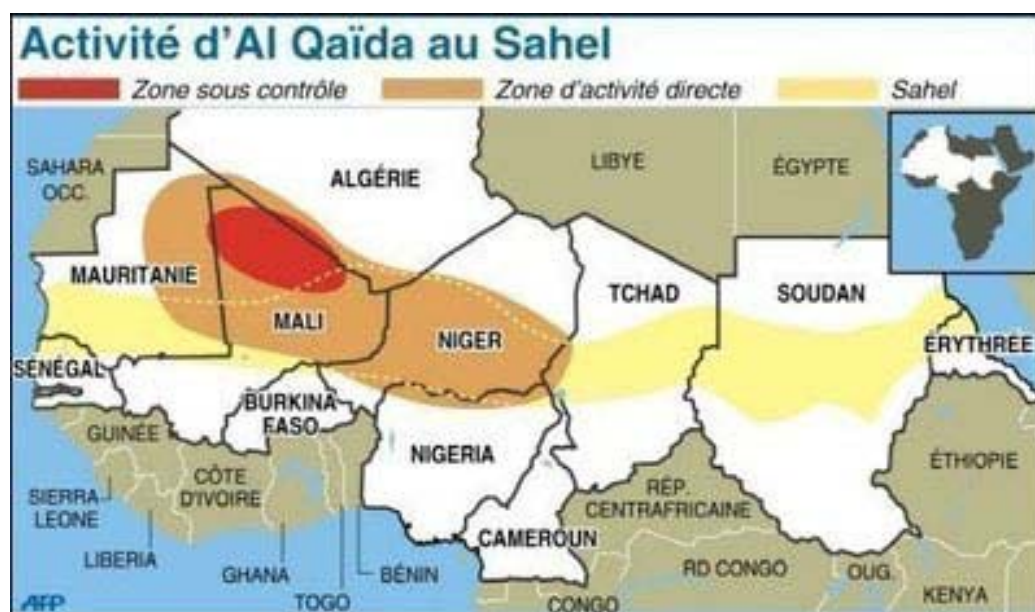 Activité d'Al Qaïda au Sahel
Zone sous contrôle
Zone d'activité directe
Sahel
SAHARA
OCC.
ALGÉRIE
LIBYE
ÉGYPTE
MAURITANIE
MALI
NIGER
TCHAD
SOUDAN
ÉRYTHRÉE
SÉNÉGAL
BURKINA
FASO
GUINÉE
CÔTE
D'IVOIRE
NIGERIA
ÉTHIOPIE
SIERRA
LEONE
RÉP.
CENTRAFRICAINE
CAMEROUN
LIBERIA
GHANA
BÉNIN
RD CONGO
OUG.
TOGO
CONGO
KENYA
AFP